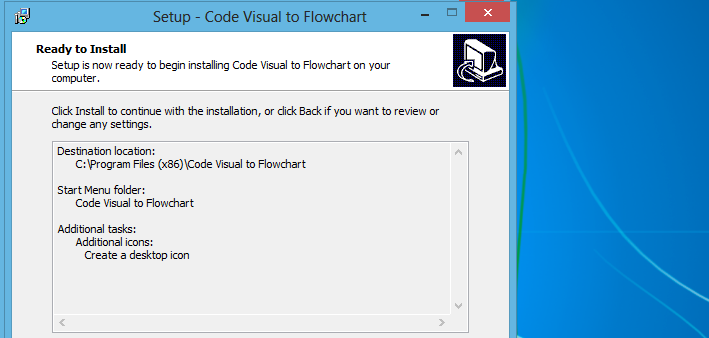 Setup - Code Visual to Flowchart
Ready to Install
Setup is now ready to begin installing Code Visual to Flowchart on your
computer.
Click Install to continue with the installation, or click Back if you want to review or
change any settings.
Destination location:
C:\Program Files (x86)\Code Visual to Flowchart
Start Menu folder:
Code Visual to Flowchart
Additional tasks:
Additional icons:
Create a desktop icon